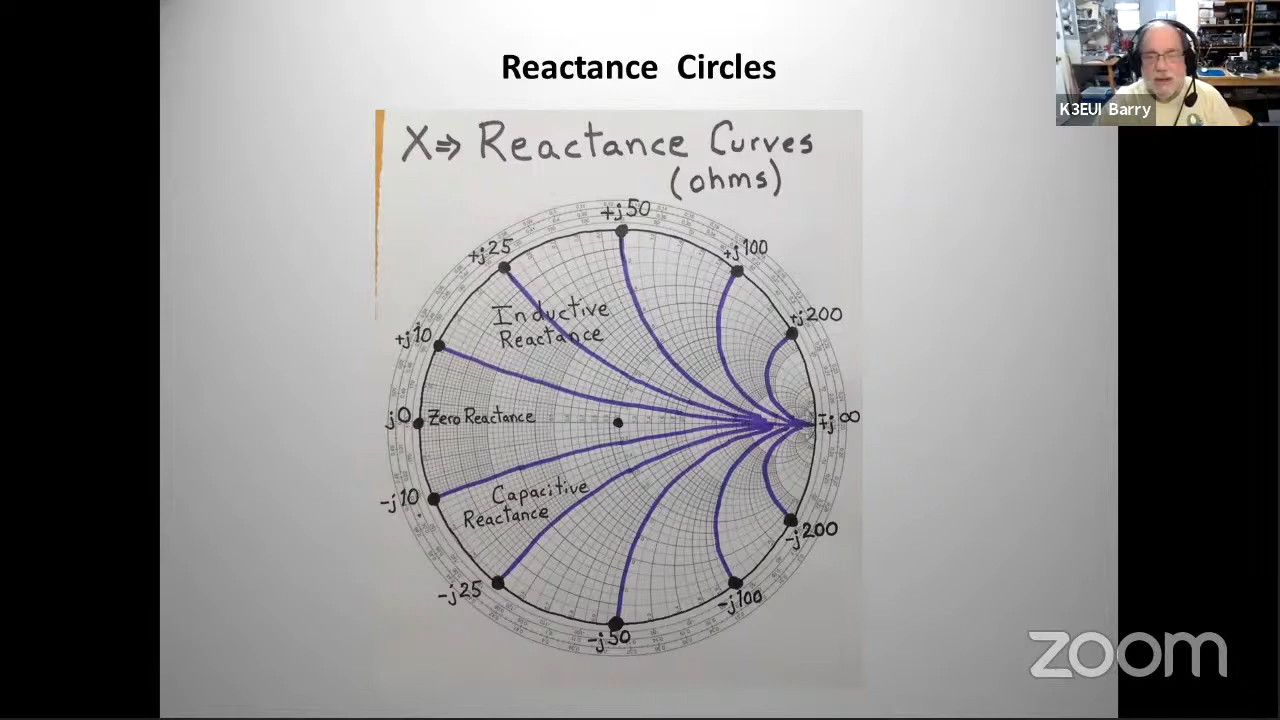 Reactance Circles
K3EUI Barry
X⇒ Reactance Curves
(ohms)
+j50
+j25
+j100
+j200
+j10
Inductive
Reactance
j0
Zero Reactance
∓j∞
-j10
Capacitive
Reactance
-j200
-j25
-j100
-j50
zoom